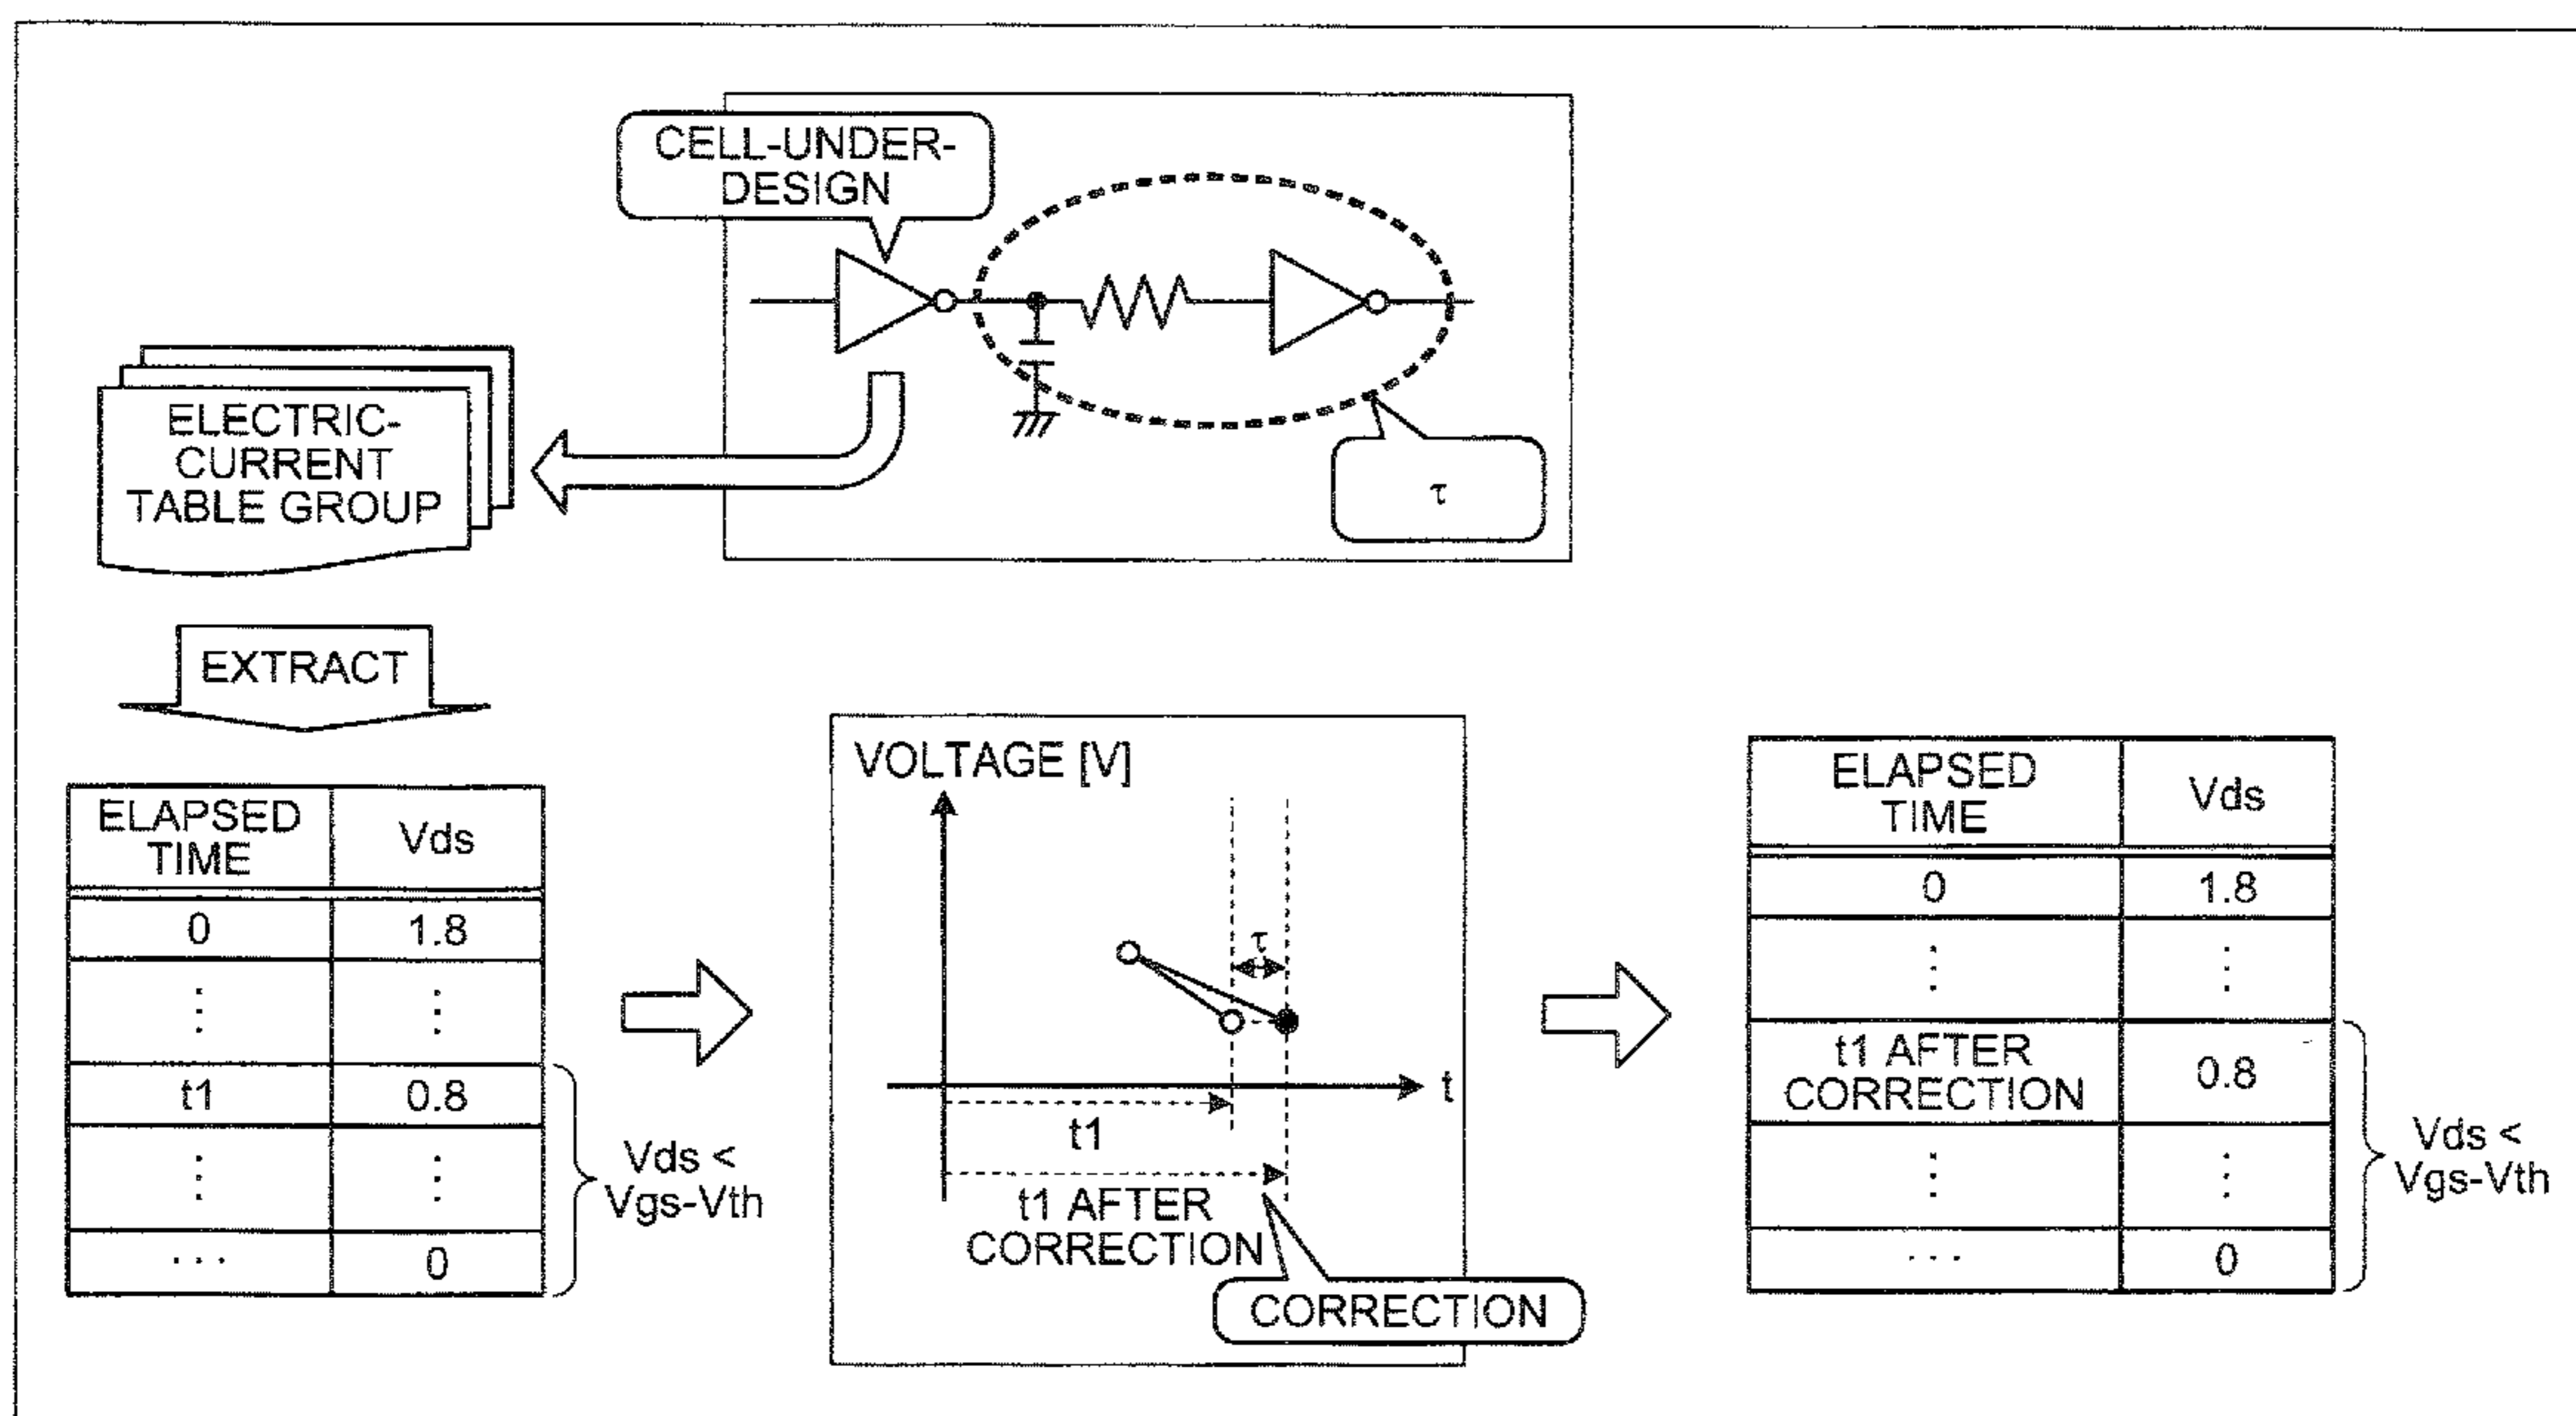 CELL-UNDER-
DESIGN
τ
ELECTRIC-
CURRENT
TABLE GROUP
EXTRACT
ELAPSED
TIME
Vds
0
1.8
⋮
⋮
t1
0.8
⋮
⋮
...
0
Vds <
Vgs-Vth
VOLTAGE [V]
τ
t
t1
t1 AFTER
CORRECTION
CORRECTION
ELAPSED
TIME
Vds
0
1.8
⋮
⋮
t1 AFTER
CORRECTION
0.8
⋮
⋮
...
0
Vds <
Vgs-Vth